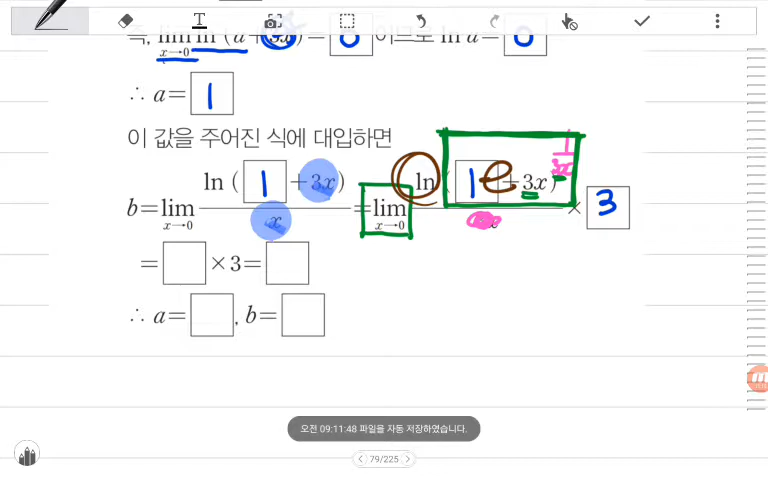 즉, lim ln (a+3x)=0 이므로 ln a=0
x→0
∴ a=1
이 값을 주어진 식에 대입하면
b=lim ln (1+3x) / x =lim ln (1 e +3x) 1/3x × 3
x→0 x→0
=□×3=□
∴ a=□, b=□
오전 09:11:48 파일을 자동 저장하였습니다.
79/225